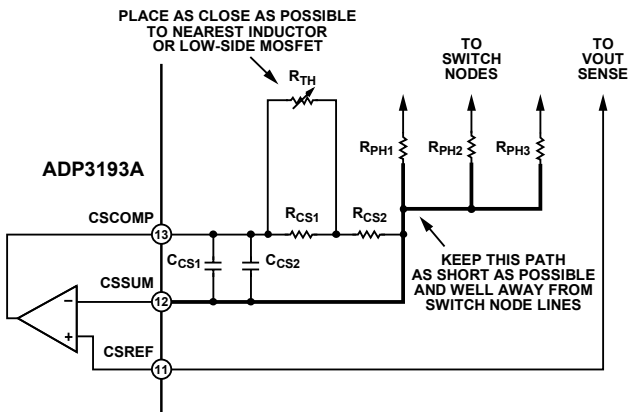 PLACE AS CLOSE AS POSSIBLE
TO NEAREST INDUCTOR
OR LOW-SIDE MOSFET
TO
SWITCH
NODES
TO
VOUT
SENSE
RTH
RPH1
RPH2
RPH3
ADP3193A
CSCOMP
13
RCS1
RCS2
CCS1
CCS2
KEEP THIS PATH
AS SHORT AS POSSIBLE
AND WELL AWAY FROM
SWITCH NODE LINES
CSSUM
12
–
+
CSREF
11